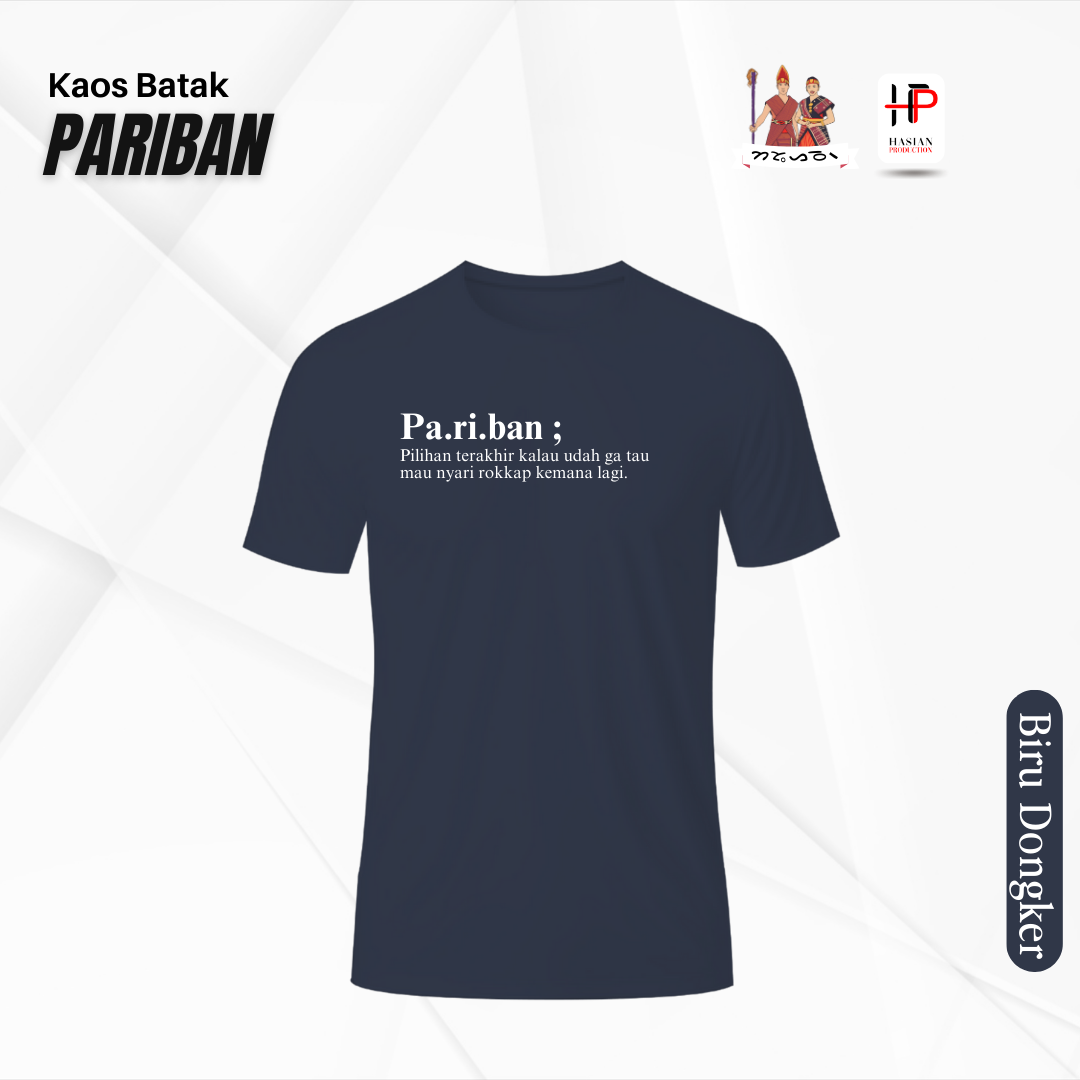 Kaos Batak
PARIBAN
HP
HASIAN
PRODUCTION
Pa.ri.ban ;
Pilihan terakhir kalau udah ga tau
mau nyari rokkap kemana lagi.
Biru Dongker